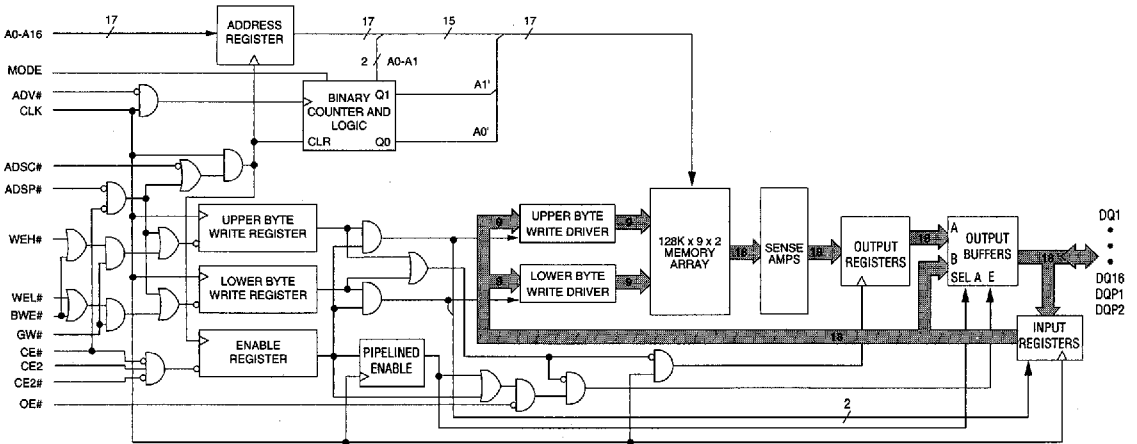 A0-A16
17
ADDRESS
REGISTER
17
15
17
2
A0-A1
MODE
ADV#
CLK
BINARY Q1
COUNTER AND
LOGIC
CLR Q0
A1'
A0'
ADSC#
ADSP#
WEH#
WEL#
BWE#
GW#
CE#
CE2
CE2#
OE#
UPPER BYTE
WRITE REGISTER
LOWER BYTE
WRITE REGISTER
ENABLE
REGISTER
PIPELINED
ENABLE
9
UPPER BYTE
WRITE DRIVER
9
9
LOWER BYTE
WRITE DRIVER
9
128K x 9 x 2
MEMORY
ARRAY
18
SENSE
AMPS
18
OUTPUT
REGISTERS
18
A
B
OUTPUT
BUFFERS
SEL A E
18
18
INPUT
REGISTERS
2
DQ1
DQ16
DQP1
DQP2